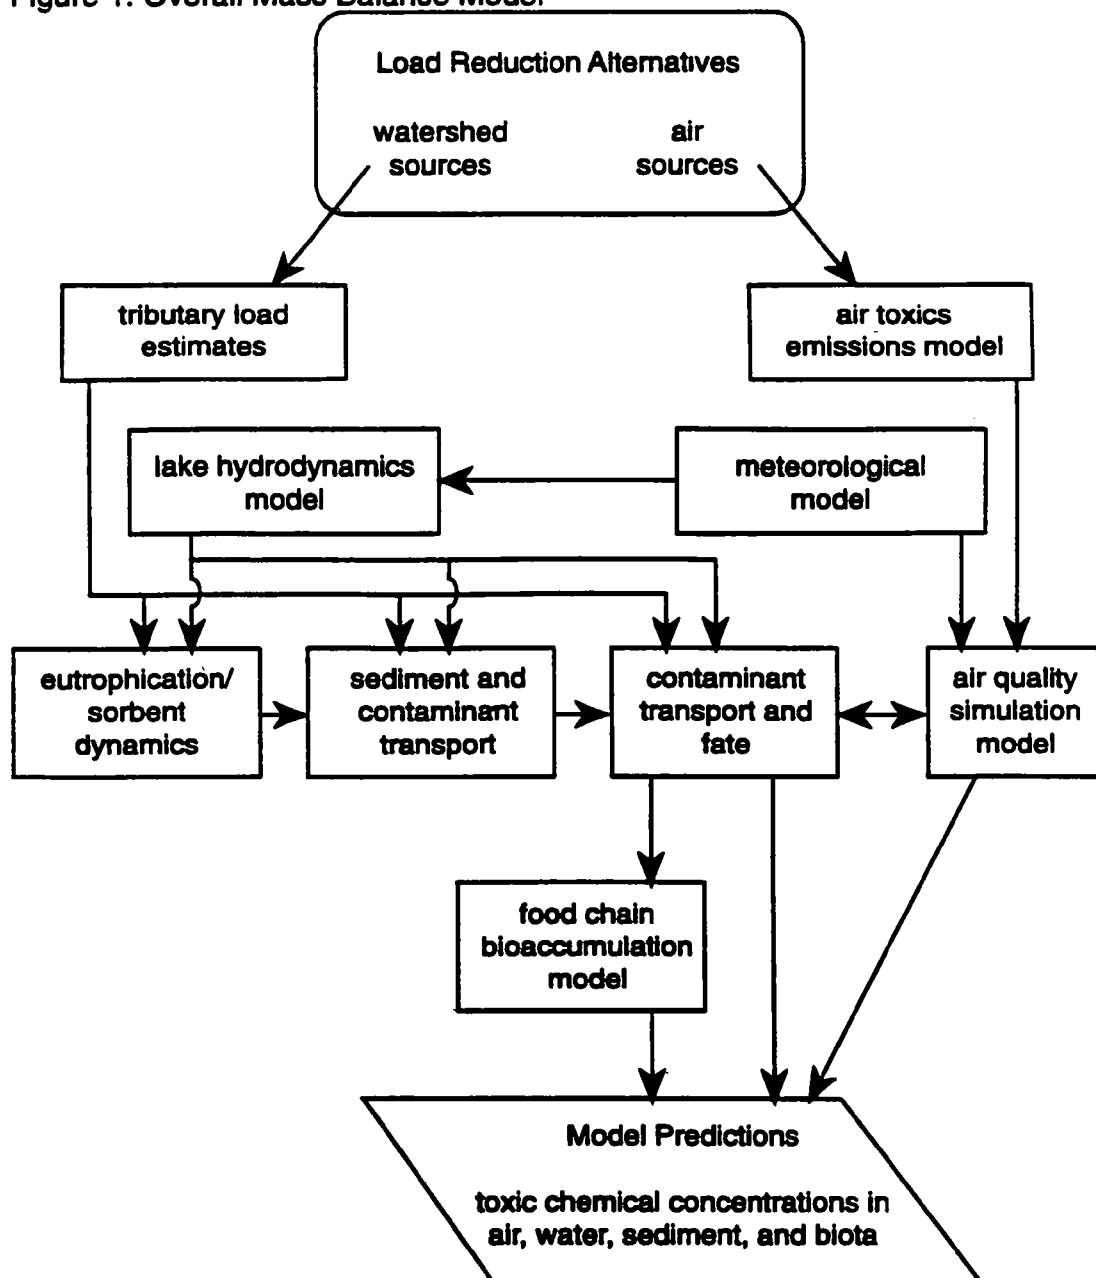 Figure 1. Overall Mass Balance Model
Load Reduction Alternatives
watershed
sources
air
sources
tributary load
estimates
air toxics
emissions model
lake hydrodynamics
model
meteorological
model
eutrophication/
sorbent
dynamics
sediment and
contaminant
transport
contaminant
transport and
fate
air quality
simulation
model
food chain
bioaccumulation
model
Model Predictions
toxic chemical concentrations in
air, water, sediment, and biota